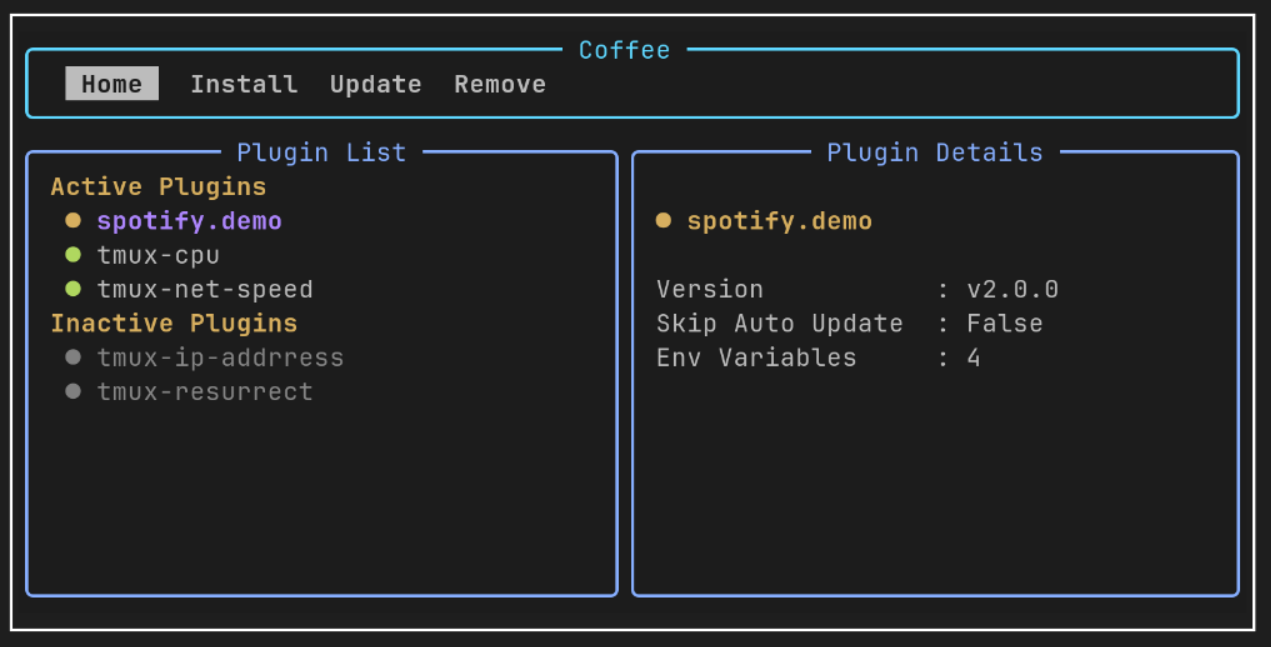 Coffee
Home Install Update Remove
Plugin List
Active Plugins
spotify.demo
tmux-cpu
tmux-net-speed
Inactive Plugins
tmux-ip-addrress
tmux-resurrect
Plugin Details
spotify.demo
Version : v2.0.0
Skip Auto Update : False
Env Variables : 4